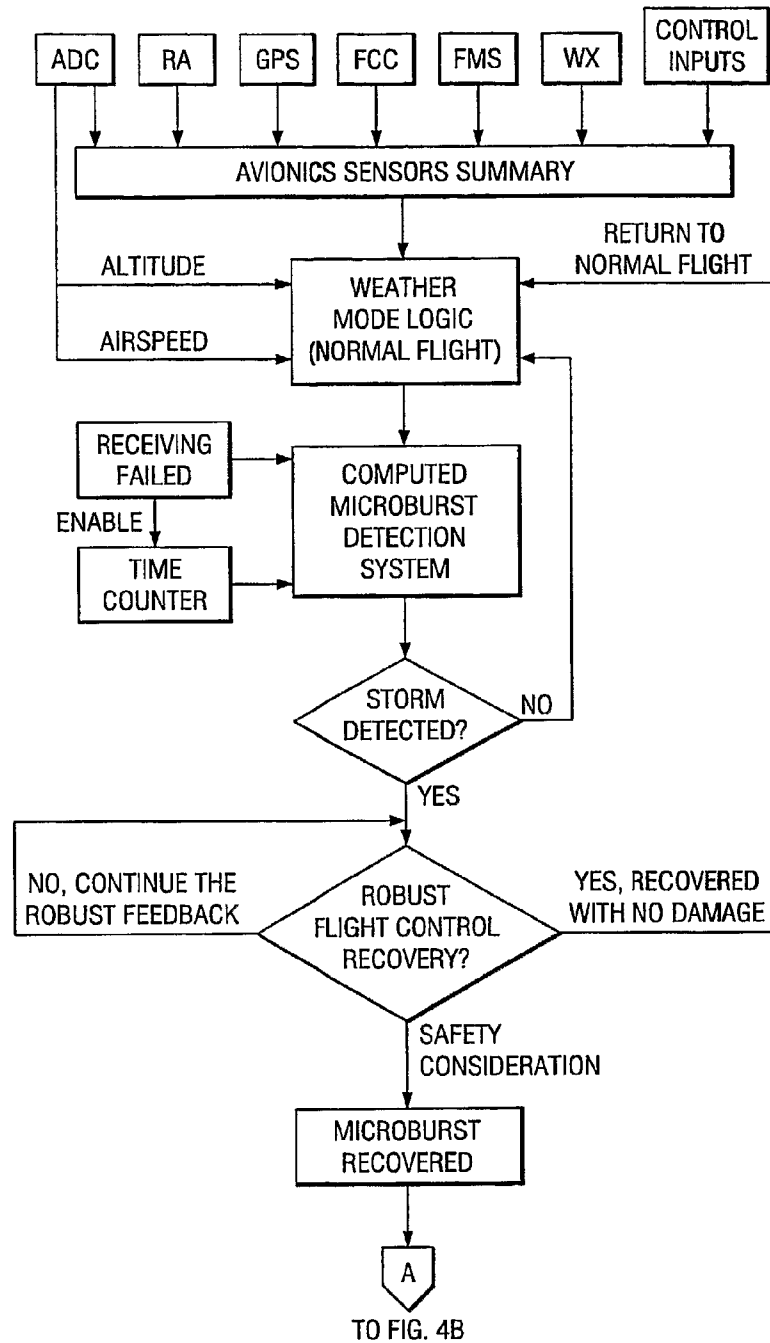 ADC
RA
GPS
FCC
FMS
WX
CONTROL
INPUTS
AVIONICS SENSORS SUMMARY
ALTITUDE
AIRSPEED
WEATHER
MODE LOGIC
(NORMAL FLIGHT)
RETURN TO
NORMAL FLIGHT
RECEIVING
FAILED
ENABLE
TIME
COUNTER
COMPUTED
MICROBURST
DETECTION
SYSTEM
STORM
DETECTED?
NO
YES
NO, CONTINUE THE
ROBUST FEEDBACK
ROBUST
FLIGHT CONTROL
RECOVERY?
YES, RECOVERED
WITH NO DAMAGE
SAFETY
CONSIDERATION
MICROBURST
RECOVERED
A
TO FIG. 4B